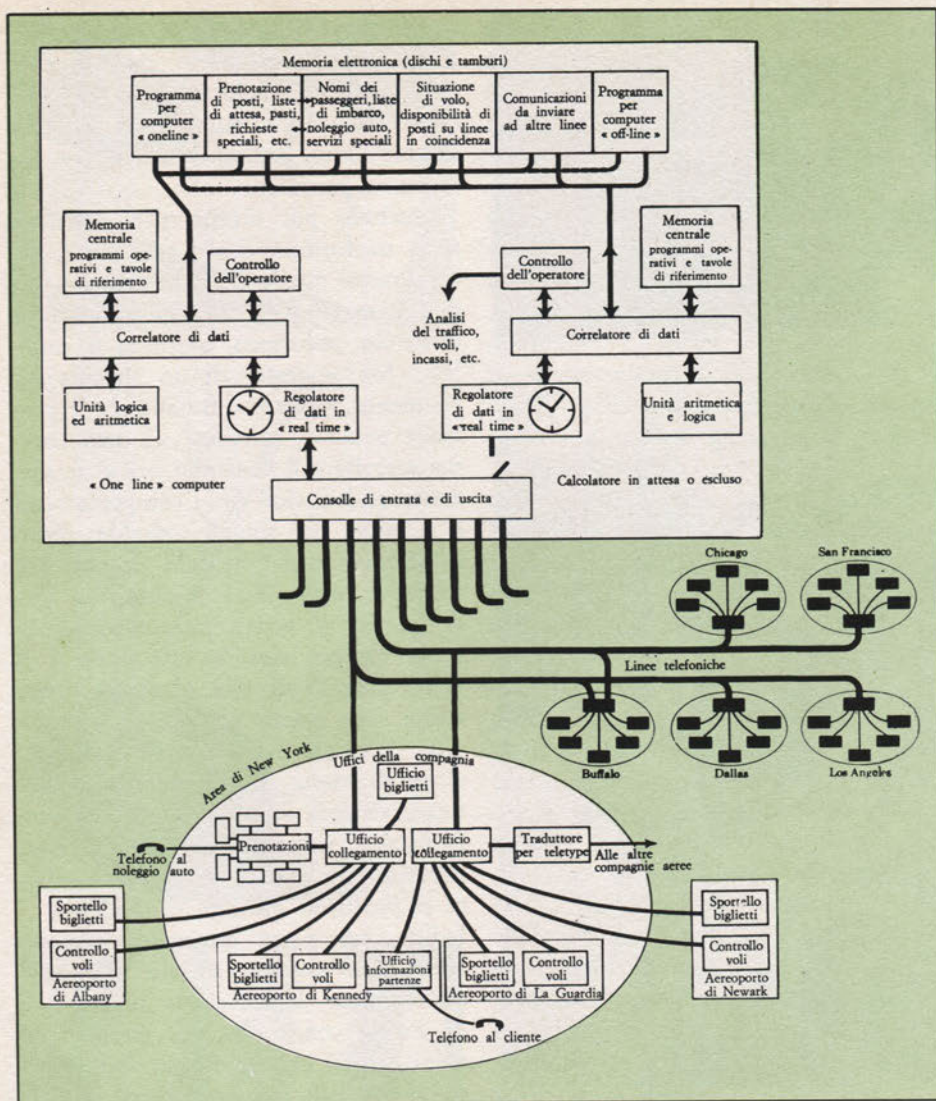 Memoria elettronica (dischi e tamburi)
Programma
per
computer
« oneline »
Prenotazione
di posti, liste
di attesa, pasti,
richieste
speciali, etc.
Nomi dei
passeggeri, liste
di imbarco,
noleggio auto,
servizi speciali
Situazione
di volo,
disponibilità di
posti su linee
in coincidenza
Comunicazioni
da inviare
ad altre linee
Programma
per
computer
« off-line »
Memoria
centrale
programmi ope-
rativi e tavole
di riferimento
Controllo
dell'operatore
Correlatore di dati
Unità logica
ed aritmetica
Regolatore
di dati in
« real time »
« One line » computer
Analisi
del traffico,
voli,
incassi, etc.
Controllo
dell'operatore
Memoria
centrale
programmi ope-
rativi e tavole
di riferimento
Correlatore di dati
Regolatore
di dati in
« real time »
Unità aritmetica
e logica
Calcolatore in attesa o escluso
Consolle di entrata e di uscita
Chicago
San Francisco
Linee telefoniche
Buffalo
Dallas
Los Angeles
Area di New York
Uffici della compagnia
Ufficio
biglietti
Prenotazioni
Ufficio
collegamento
Ufficio
collegamento
Traduttore
per teletype
Telefono al
noleggio auto
Alle altre
compagnie aeree
Sportello
biglietti
Controllo
voli
Aereoporto
di Albany
Sportello
biglietti
Controllo
voli
Aereoporto di Kennedy
Ufficio
informazioni
partenze
Sportello
biglietti
Controllo
voli
Aereoporto di La Guardia
Sportello
biglietti
Controllo
voli
Aereoporto
di Newark
Telefono al cliente